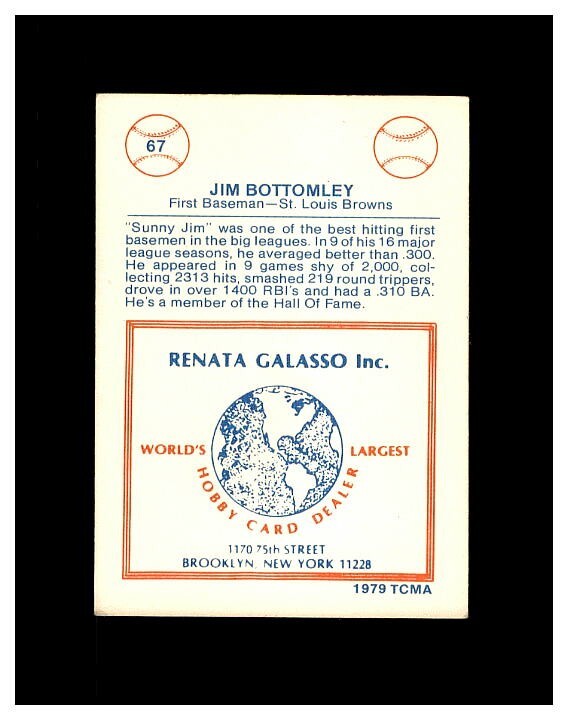 67
JIM BOTTOMLEY
First Baseman—St. Louis Browns
"Sunny Jim" was one of the best hitting first
basemen in the big leagues. In 9 of his 16 major
league seasons, he averaged better than .300.
He appeared in 9 games shy of 2,000, col-
lecting 2313 hits, smashed 219 round trippers,
drove in over 1400 RBI's and had a .310 BA.
He's a member of the Hall Of Fame.
RENATA GALASSO Inc.
WORLD'S LARGEST
HOBBY CARD DEALER
1170 75th STREET
BROOKLYN, NEW YORK 11228
1979 TCMA